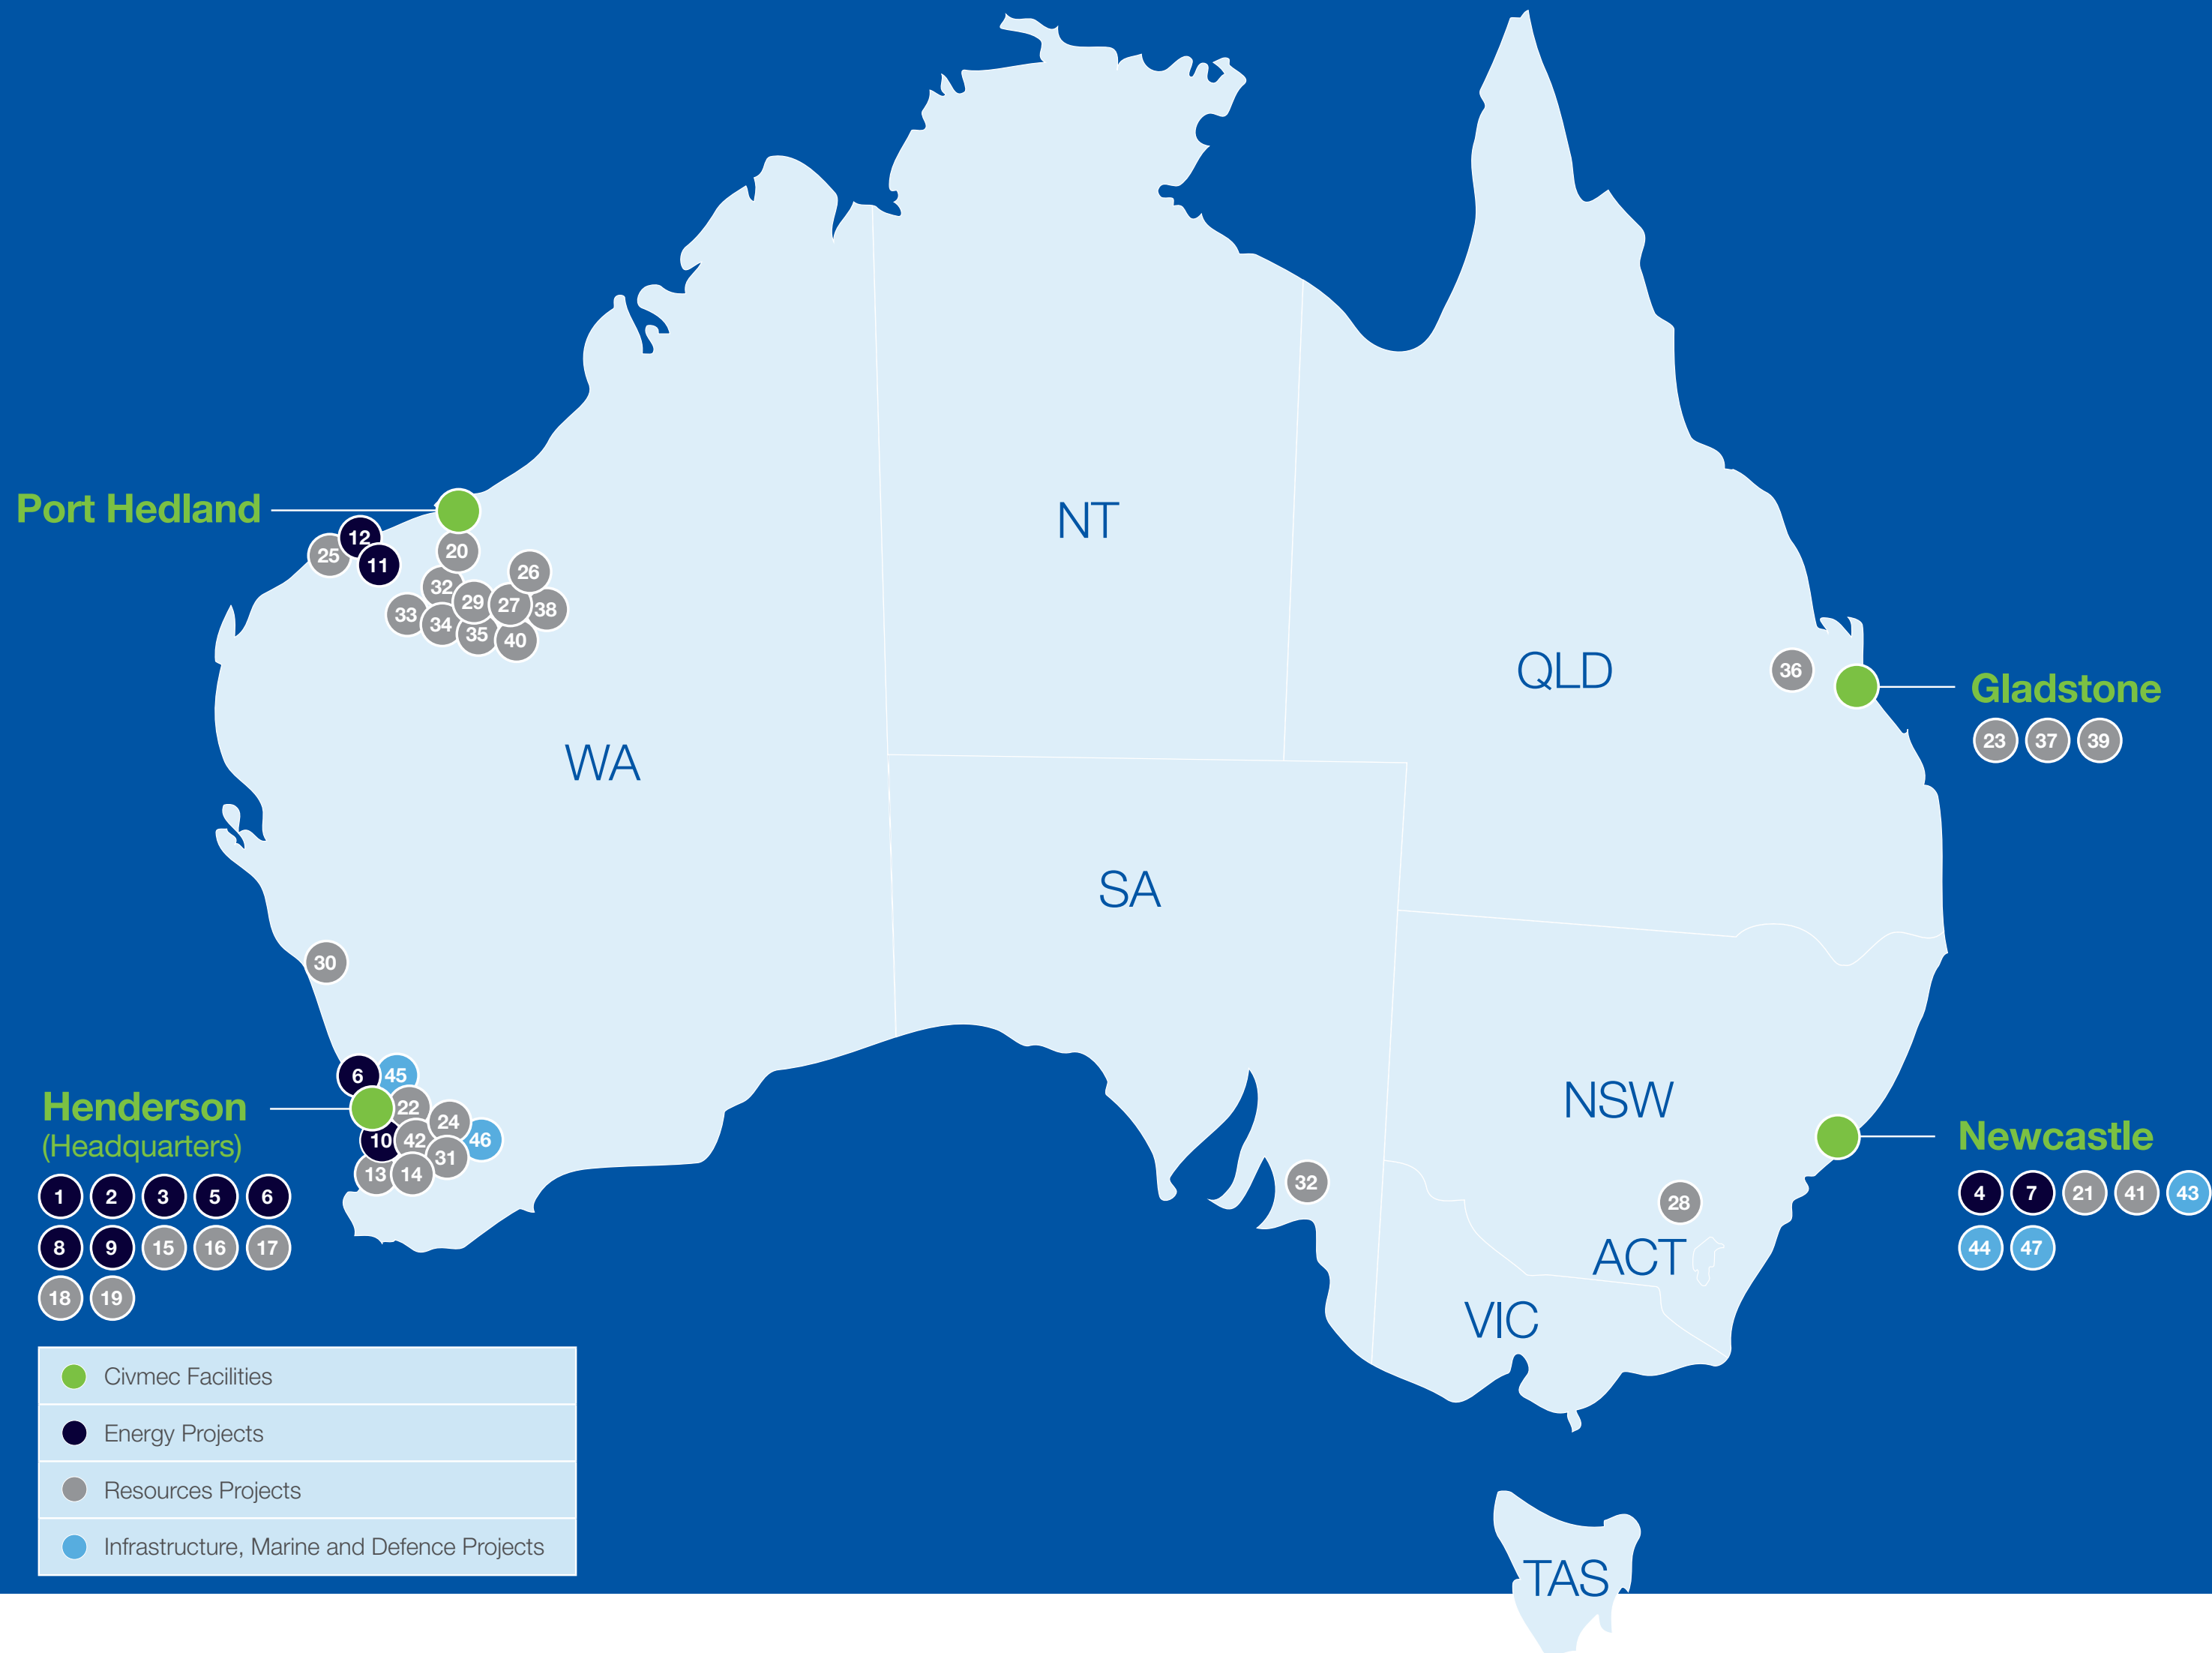 NT
Port Hedland
12
25
11
20
26
32
29
27
38
33
34
35
40
QLD
36
Gladstone
23 37 39
WA
SA
30
6 45
Henderson
(Headquarters)
22
24
10 42 46
31
13 14
1 2 3 5 6
8 9 15 16 17
18 19
NSW
Newcastle
4 7 21 41 43
44 47
32
28
ACT
VIC
TAS
Civmec Facilities
Energy Projects
Resources Projects
Infrastructure, Marine and Defence Projects